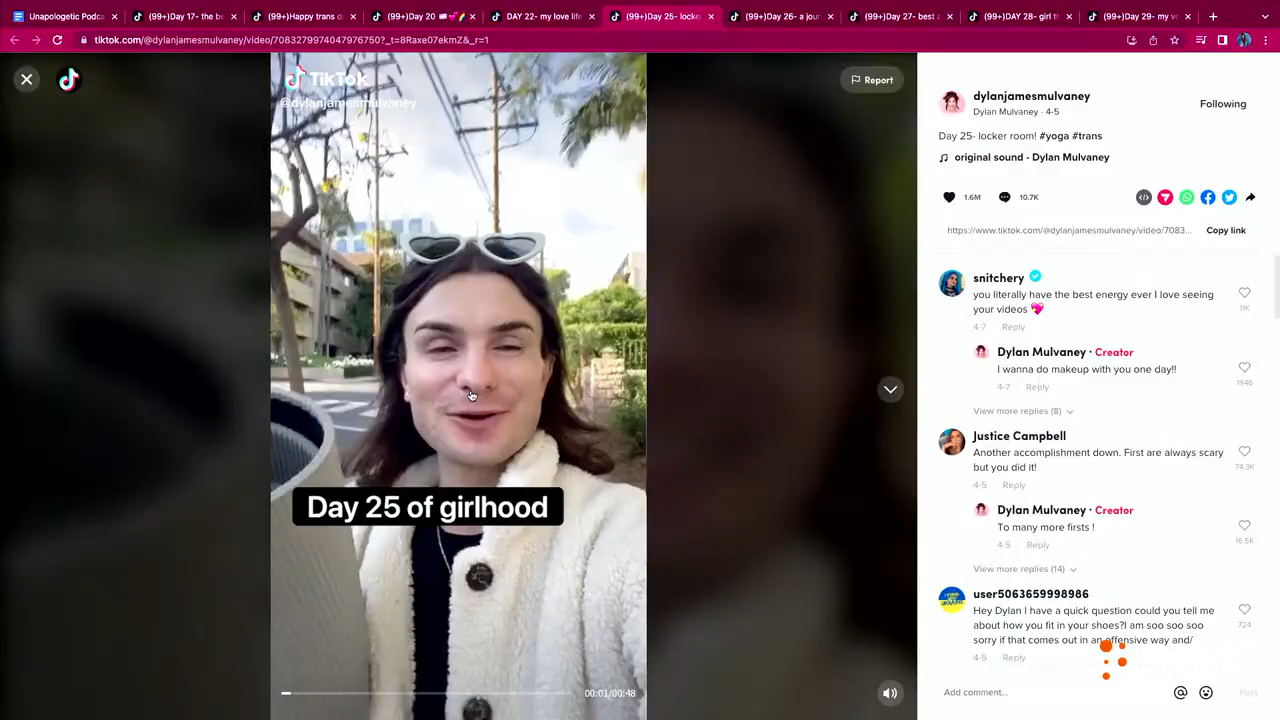 Unapologetic Podca
(99+)Day 17- the be
(99+)Happy trans d
(99+)Day 20
DAY 22- my love life
(99+)Day 25- locke
(99+)Day 26- a jour
(99+)Day 27- best a
(99+)DAY 28- girl th
(99+)Day 29- my vo
tiktok.com/@dylanjamesmulvaney/video/7083279974047976750?_t=8Raxe07ekmZ&_r=1
TikTok
@dylanjamesmulvaney
Report
Day 25 of girlhood
00:01/00:48
dylanjamesmulvaney
Dylan Mulvaney · 4-5
Following
Day 25- locker room! #yoga #trans
original sound - Dylan Mulvaney
1.6M
10.7K
https://www.tiktok.com/@dylanjamesmulvaney/video/7083...
Copy link
snitchery
you literally have the best energy ever I love seeing
your videos 💖
11K
4-7 Reply
Dylan Mulvaney · Creator
I wanna do makeup with you one day!!
1946
4-7 Reply
View more replies (8)
Justice Campbell
Another accomplishment down. First are always scary
but you did it!
74.3K
4-5 Reply
Dylan Mulvaney · Creator
To many more firsts !
16.5K
4-5 Reply
View more replies (14)
user5063659998986
Hey Dylan I have a quick question could you tell me
about how you fit in your shoes?I am soo soo soo
sorry if that comes out in an offensive way and/
724
4-5 Reply
Add comment...
Post